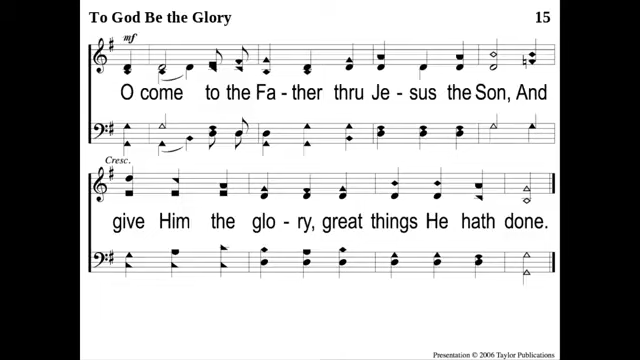 To God Be the Glory 15
mf
O come to the Fa - ther thru Je - sus the Son, And
Cresc.
give Him the glo - ry, great things He hath done.
Presentation © 2006 Taylor Publications